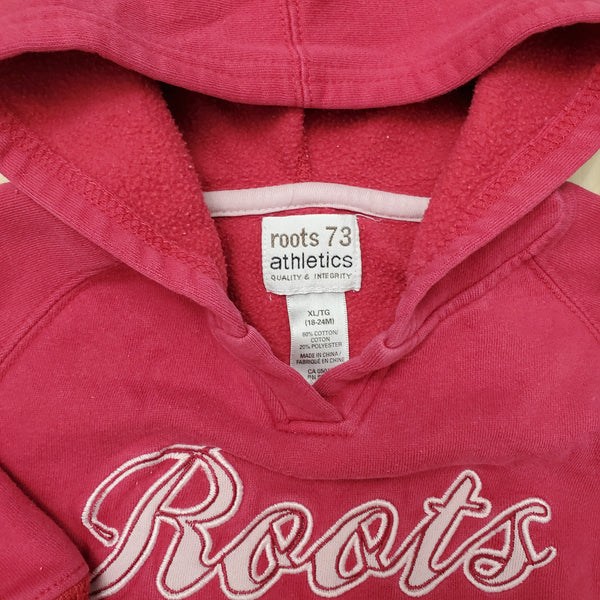 roots 73
athletics
QUALITY & INTEGRITY
XL/TG
(18-24M)
80% COTTON/
COTON
20% POLYESTER
MADE IN CHINA/
FABRIQUÉ EN CHINE
Roots